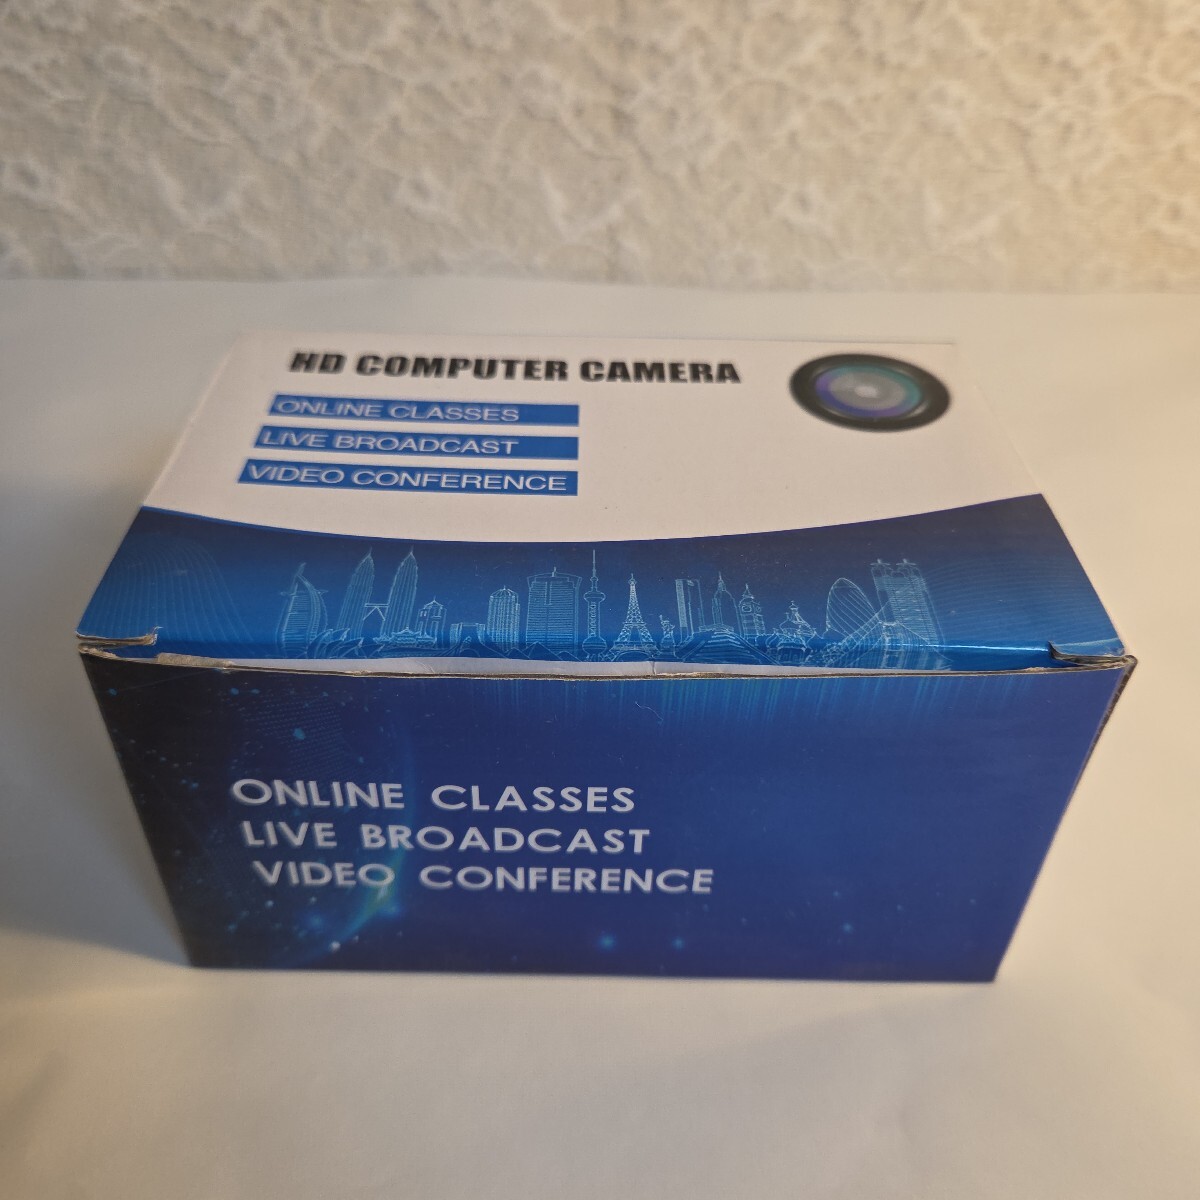 HD COMPUTER CAMERA
ONLINE CLASSES
LIVE BROADCAST
VIDEO CONFERENCE
ONLINE CLASSES
LIVE BROADCAST
VIDEO CONFERENCE